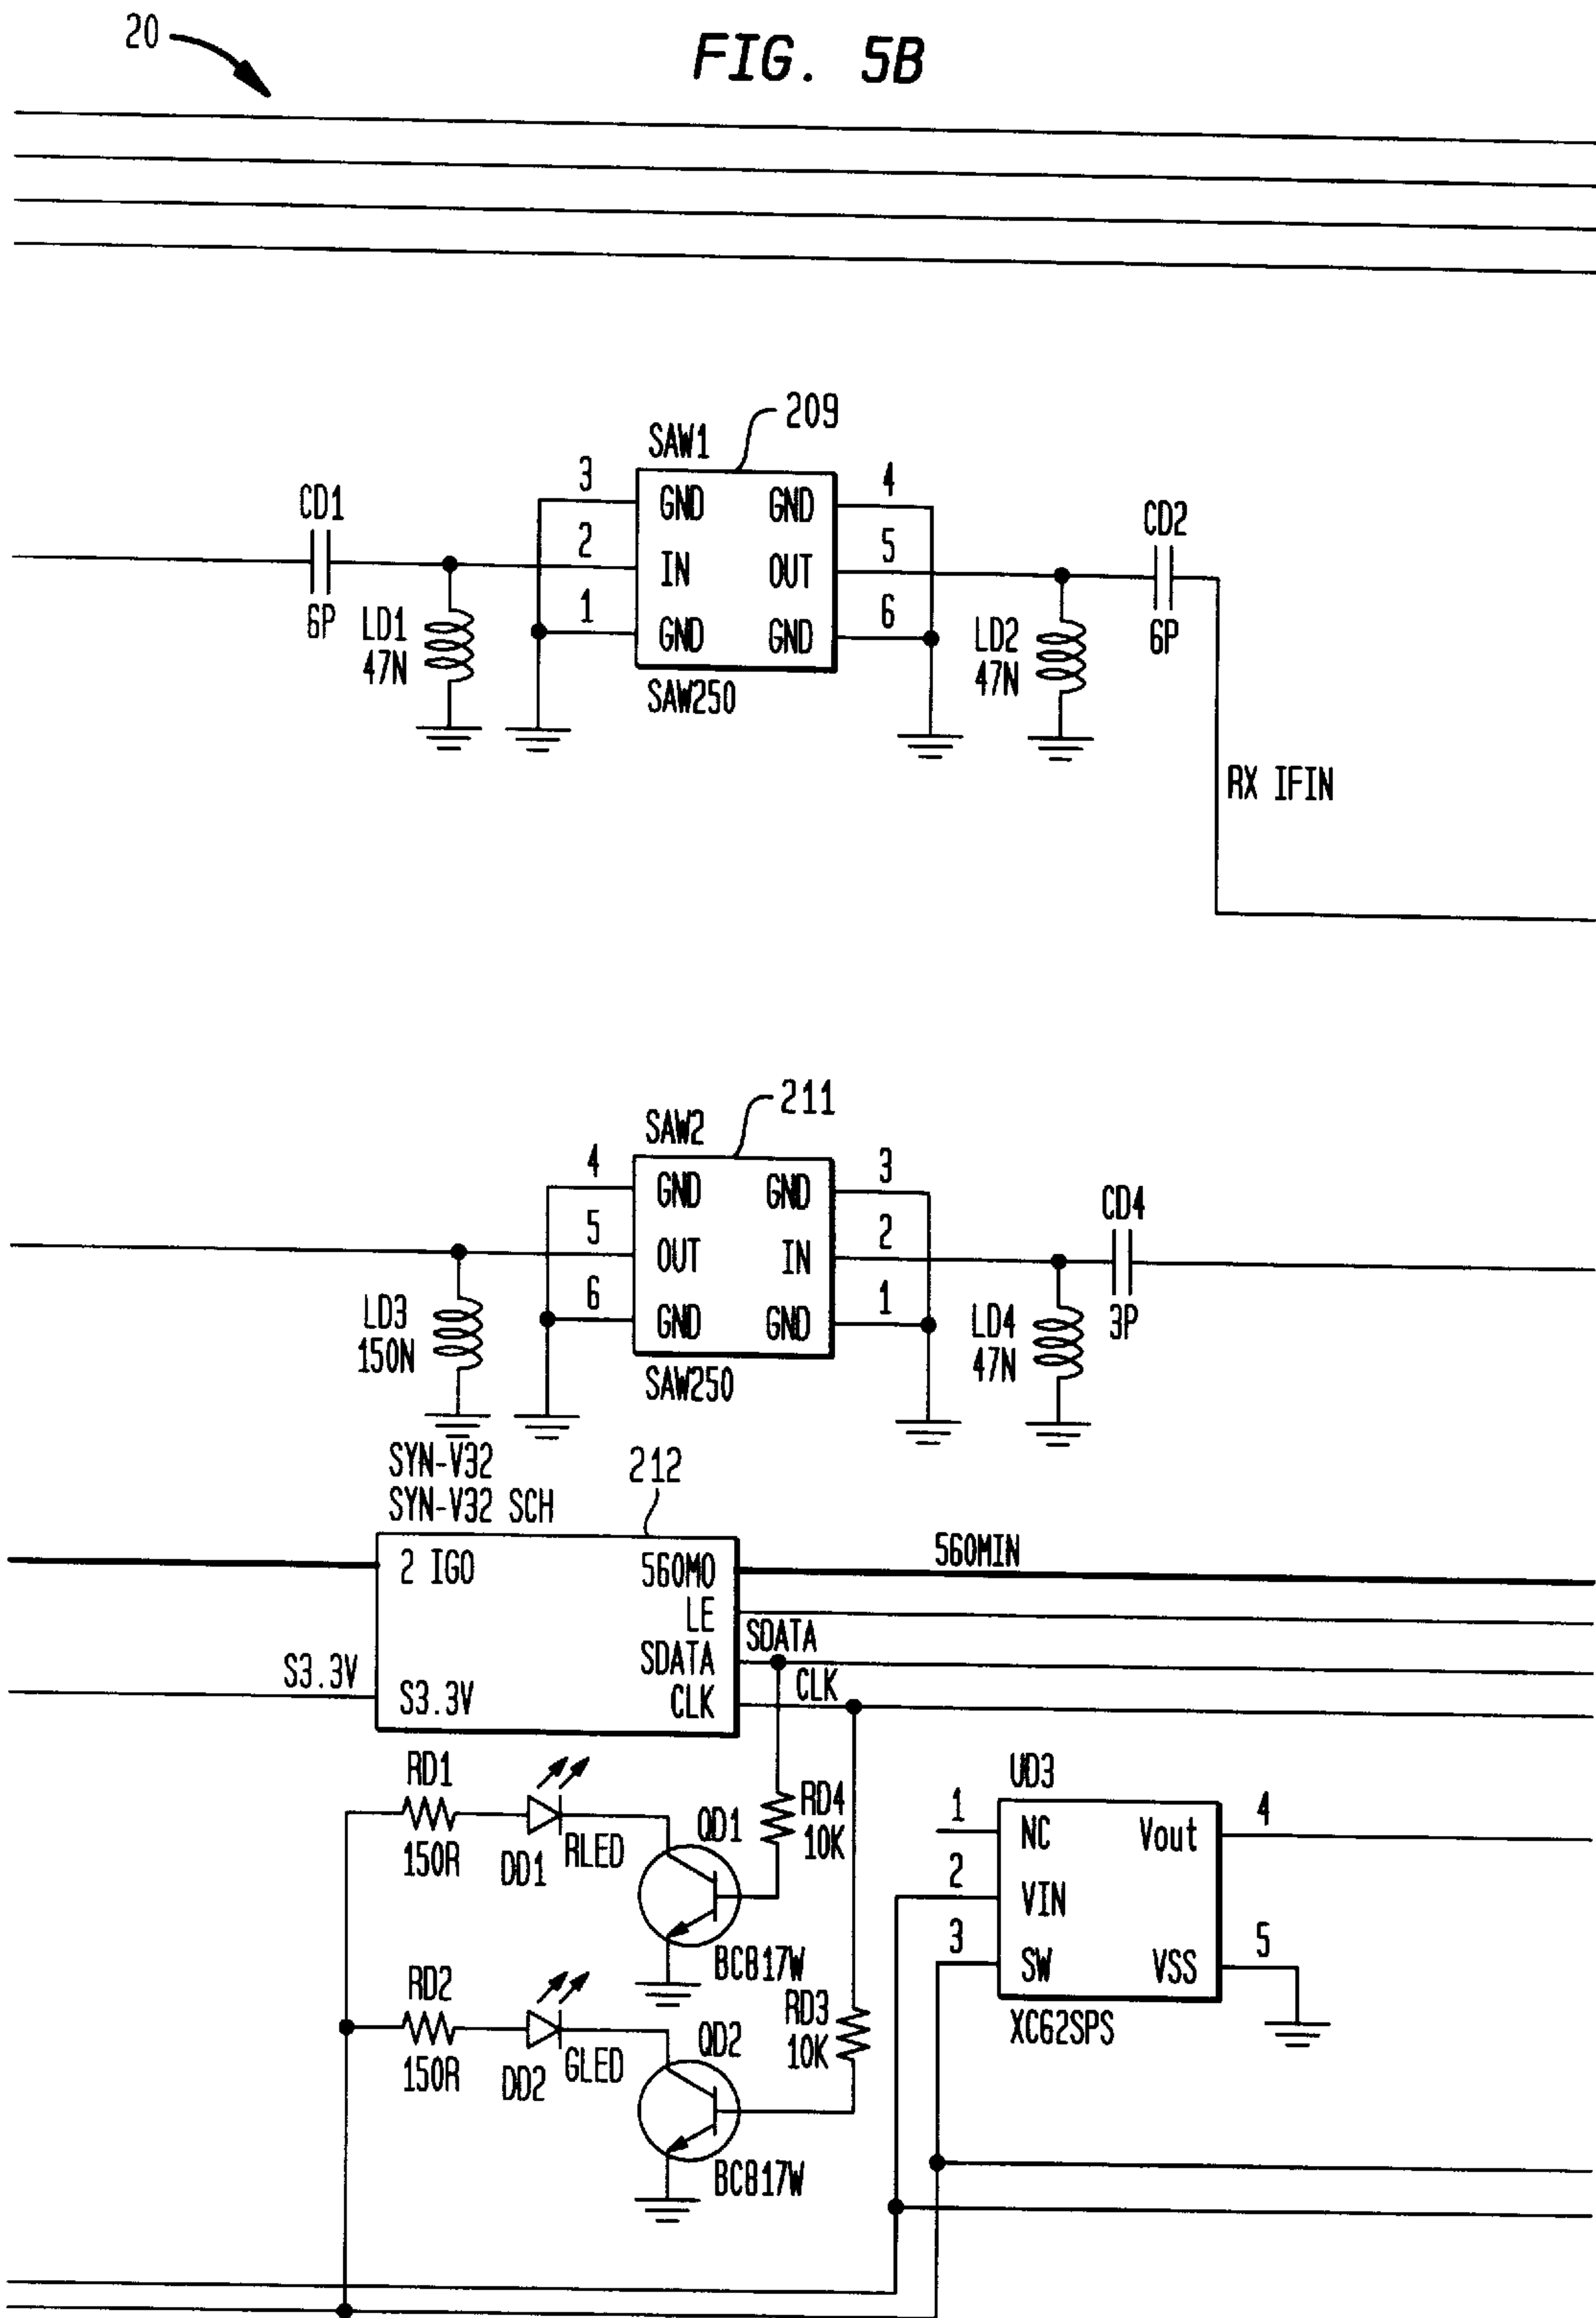 20
FIG. 5B
209
SAW1
3 GND GND 4
CD1 CD2
2 IN OUT 5
6P LD1 47N
1 GND GND 6
LD2 47N 6P
SAW250
RX IFIN
211
SAW2
4 GND GND 3
CD4
5 OUT IN 2
LD3 150N
6 GND GND 1
LD4 47N 3P
SAW250
SYN-V32
212
SYN-V32 SCH
2 IGO 560MO 560MIN
LE
SDATA SDATA
S3.3V S3.3V CLK CLK
RD1
150R
DD1 RLED
QD1
RD4
10K
BC817W
UD3
1 NC Vout 4
2 VIN
3 SW VSS 5
XC62SPS
RD2
150R
DD2 GLED
QD2
RD3
10K
BC817W